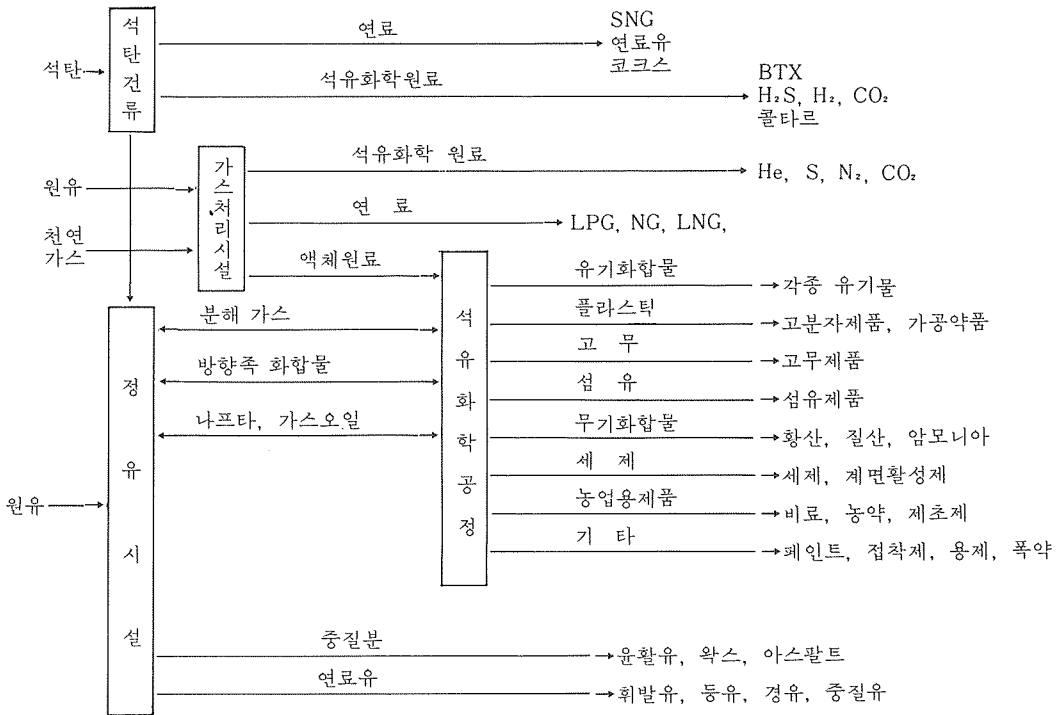 석탄
석탄건류
연료
SNG
연료유
코크스
석유화학원료
BTX
H₂S, H₂, CO₂
콜타르
원유
천연
가스
가스처리시설
석유화학 원료
He, S, N₂, CO₂
연 료
LPG, NG, LNG,
액체원료
원유
정유시설
분해 가스
방향족 화합물
나프타, 가스오일
석유화학공정
유기화합물
각종 유기물
플라스틱
고분자제품, 가공약품
고 무
고무제품
섬 유
섬유제품
무기화합물
황산, 질산, 암모니아
세 제
세제, 계면활성제
농업용제품
비료, 농약, 제초제
기 타
페인트, 접착제, 용제, 폭약
중질분
윤활유, 왁스, 아스팔트
연료유
휘발유, 등유, 경유, 중질유